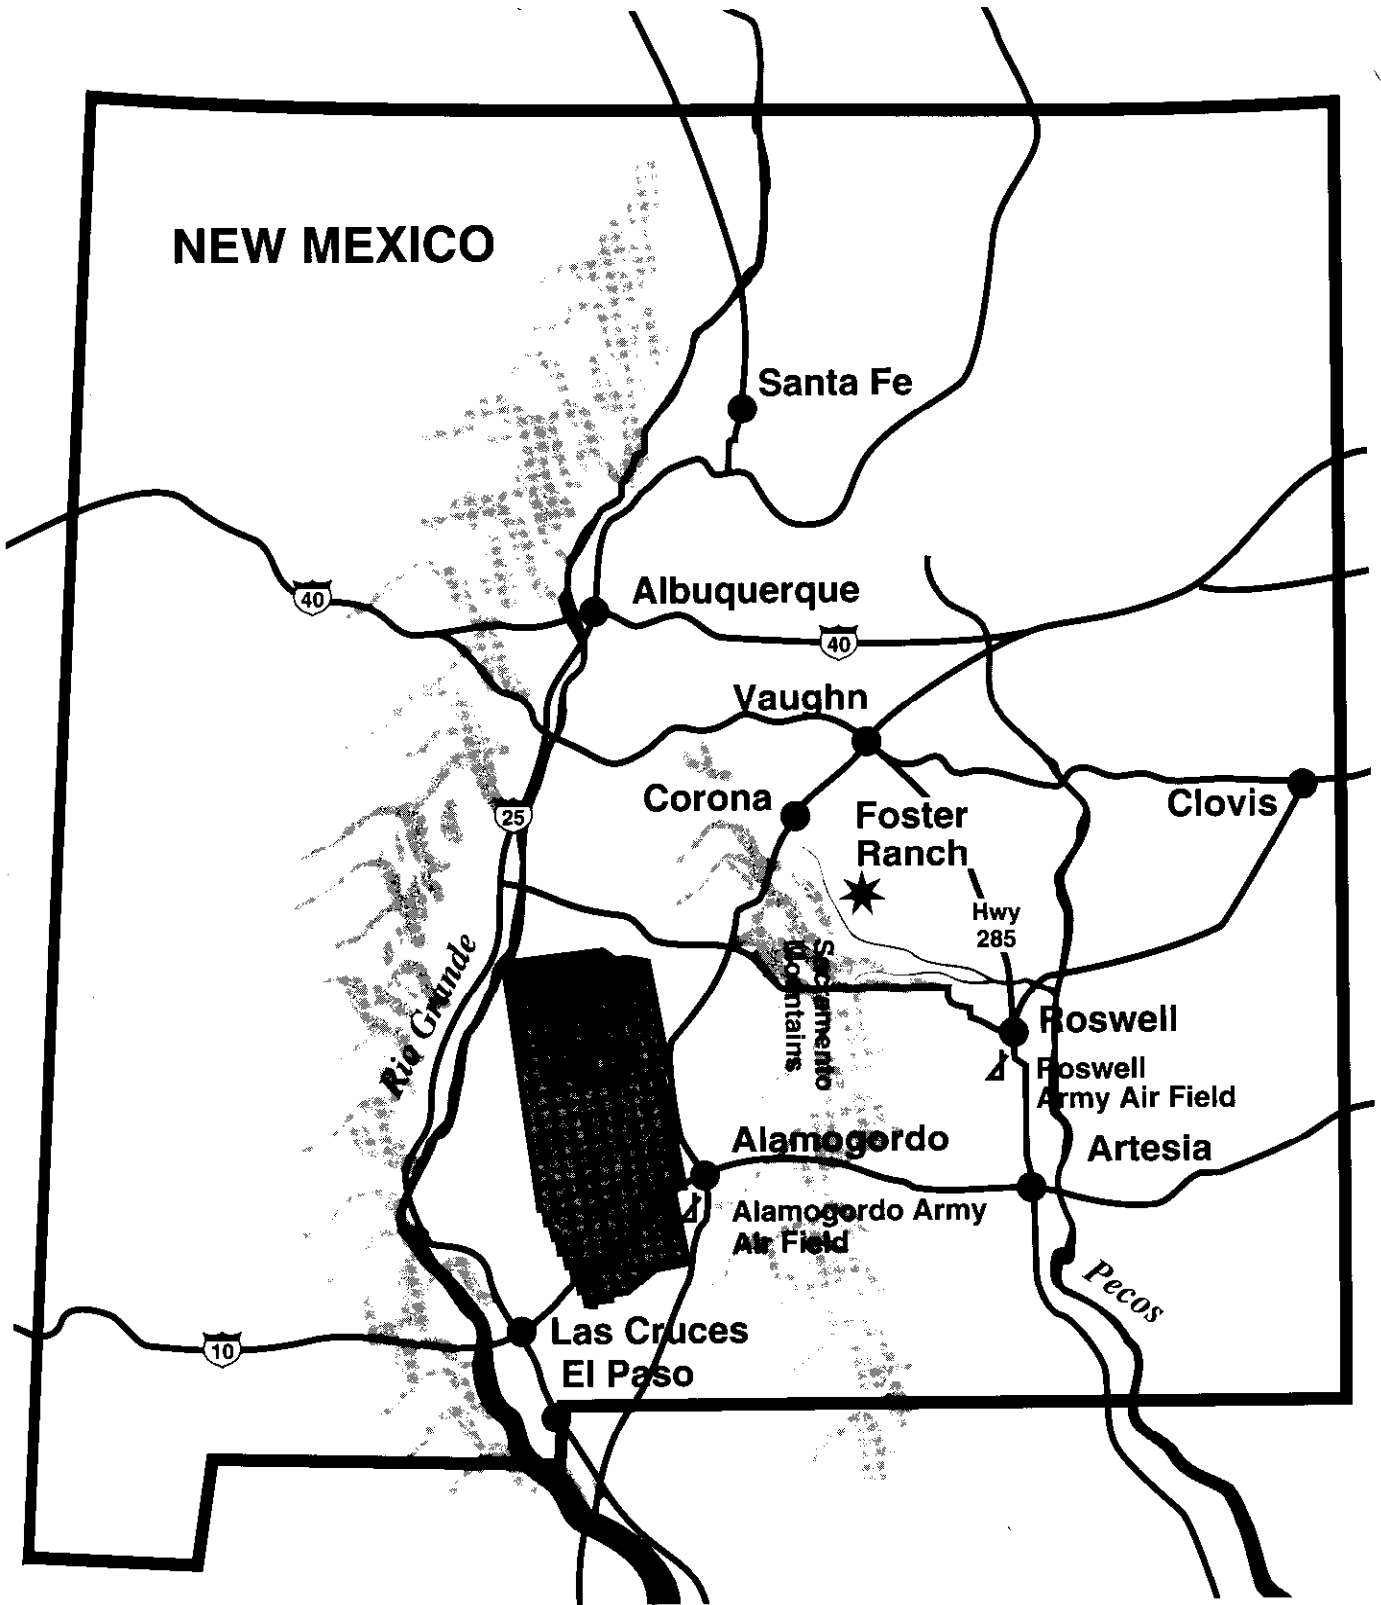 NEW MEXICO
Santa Fe
Albuquerque
40
40
Vaughn
Corona
Foster
Ranch
Clovis
25
Hwy
285
Rio Grande
Sacramento
Mountains
Roswell
Roswell
Army Air Field
Alamogordo
Artesia
Alamogordo Army
Air Field
Pecos
Las Cruces
10
El Paso